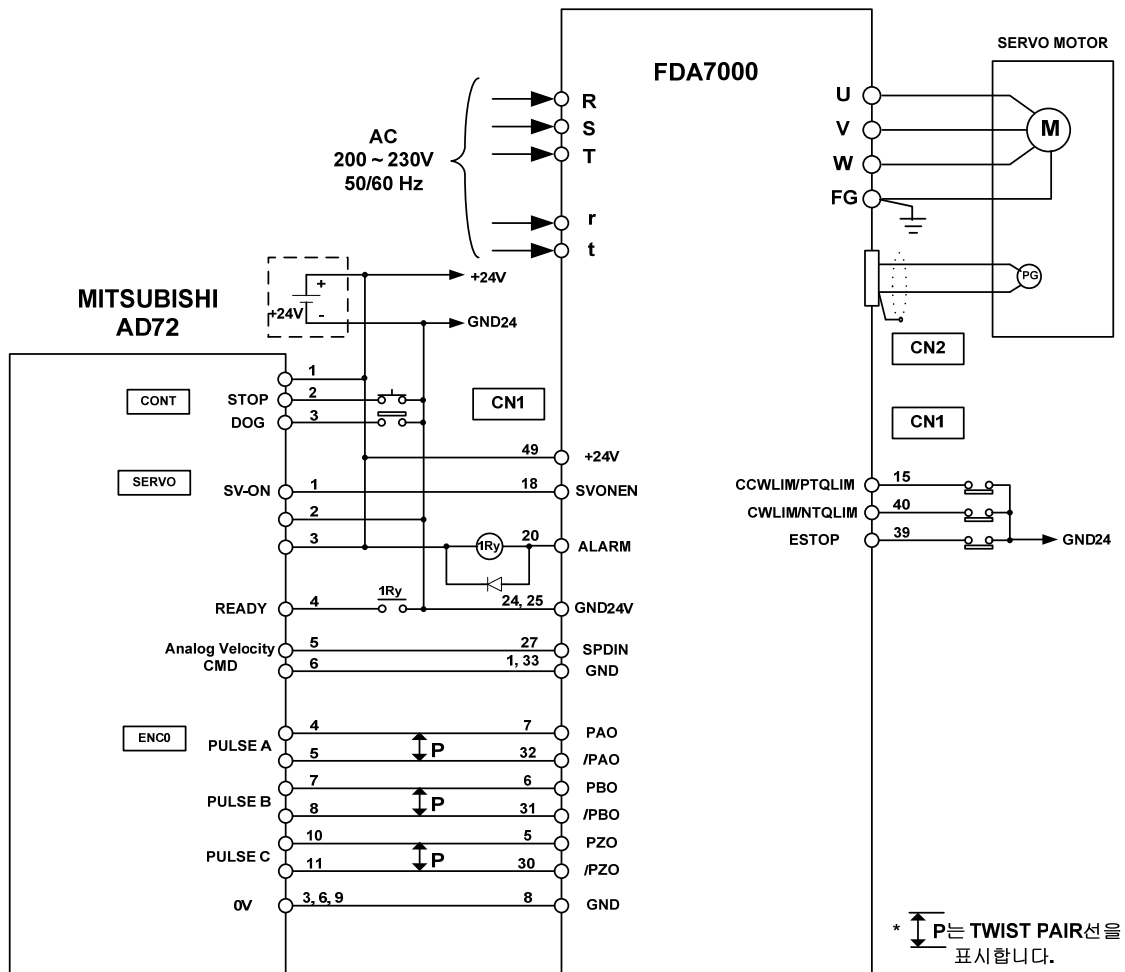 FDA7000
SERVO MOTOR
AC
200 ~ 230V
50/60 Hz
R
S
T
r
t
U
V
W
FG
M
PG
CN2
CN1
MITSUBISHI
AD72
+24V
+
-
+24V
GND24
CONT
1
STOP 2
DOG 3
CN1
49 +24V
SERVO
SV-ON 1 18 SVONEN
2
3 1Ry 20 ALARM
READY 4 1Ry 24, 25 GND24V
Analog Velocity 5 27 SPDIN
CMD 6 1, 33 GND
CCWLIM/PTQLIM 15
CWLIM/NTQLIM 40
ESTOP 39 GND24
ENC0
PULSE A
4 7 PAO
P
5 32 /PAO
PULSE B
7 6 PBO
P
8 31 /PBO
PULSE C
10 5 PZO
P
11 30 /PZO
0V 3, 6, 9 8 GND
* P는 TWIST PAIR선을
표시합니다.